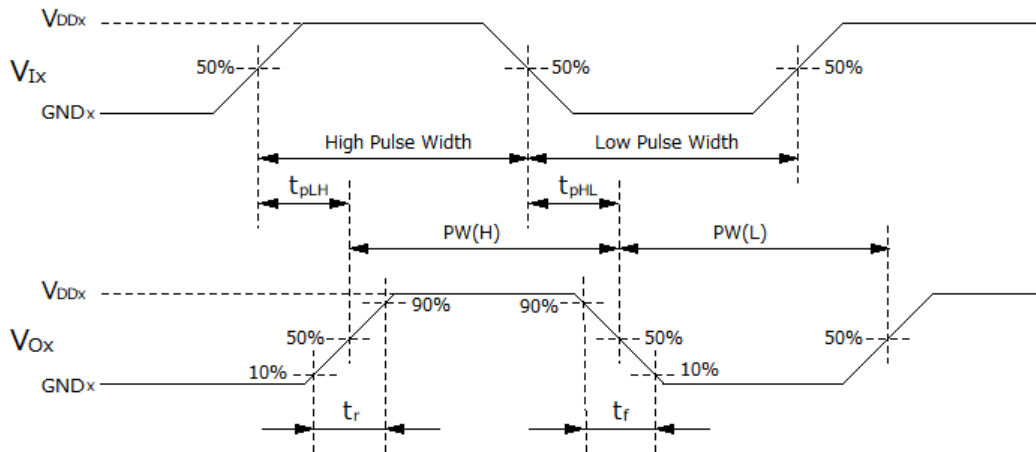 VDDx
VIx
50%
50%
50%
GNDx
High Pulse Width
Low Pulse Width
tpLH
tpHL
PW(H)
PW(L)
VDDx
90%
90%
VOx
50%
50%
50%
10%
10%
GNDx
tr
tf